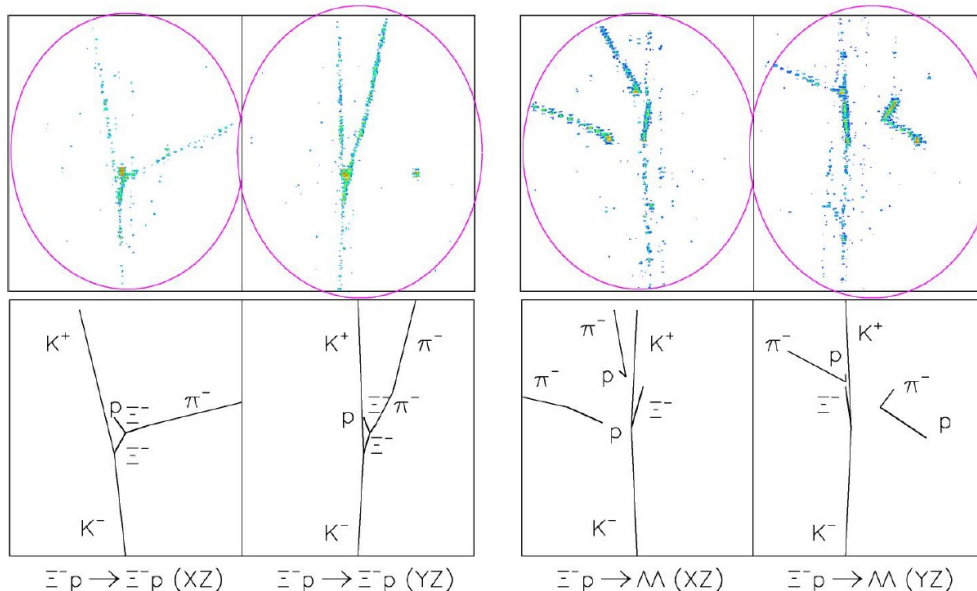 K⁺
p Ξ⁻ π⁻
Ξ⁻
K⁻
K⁺ π⁻
p Ξ⁻ π⁻
Ξ⁻
K⁻
π⁻ K⁺
π⁻ p Ξ⁻
p
K⁻
π⁻ p K⁺
Ξ⁻ π⁻
p
K⁻
Ξ⁻p → Ξ⁻p (XZ)
Ξ⁻p → Ξ⁻p (YZ)
Ξ⁻p → ΛΛ (XZ)
Ξ⁻p → ΛΛ (YZ)